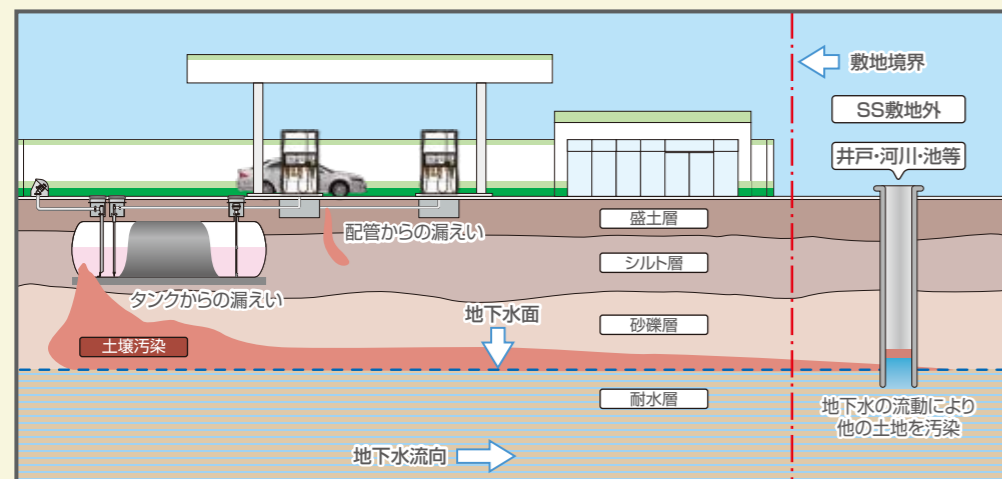 敷地境界
SS敷地外
井戸・河川・池等
盛土層
配管からの漏えい
シルト層
タンクからの漏えい
地下水面
砂礫層
土壌汚染
耐水層
地下水の流動により
他の土地を汚染
地下水流向